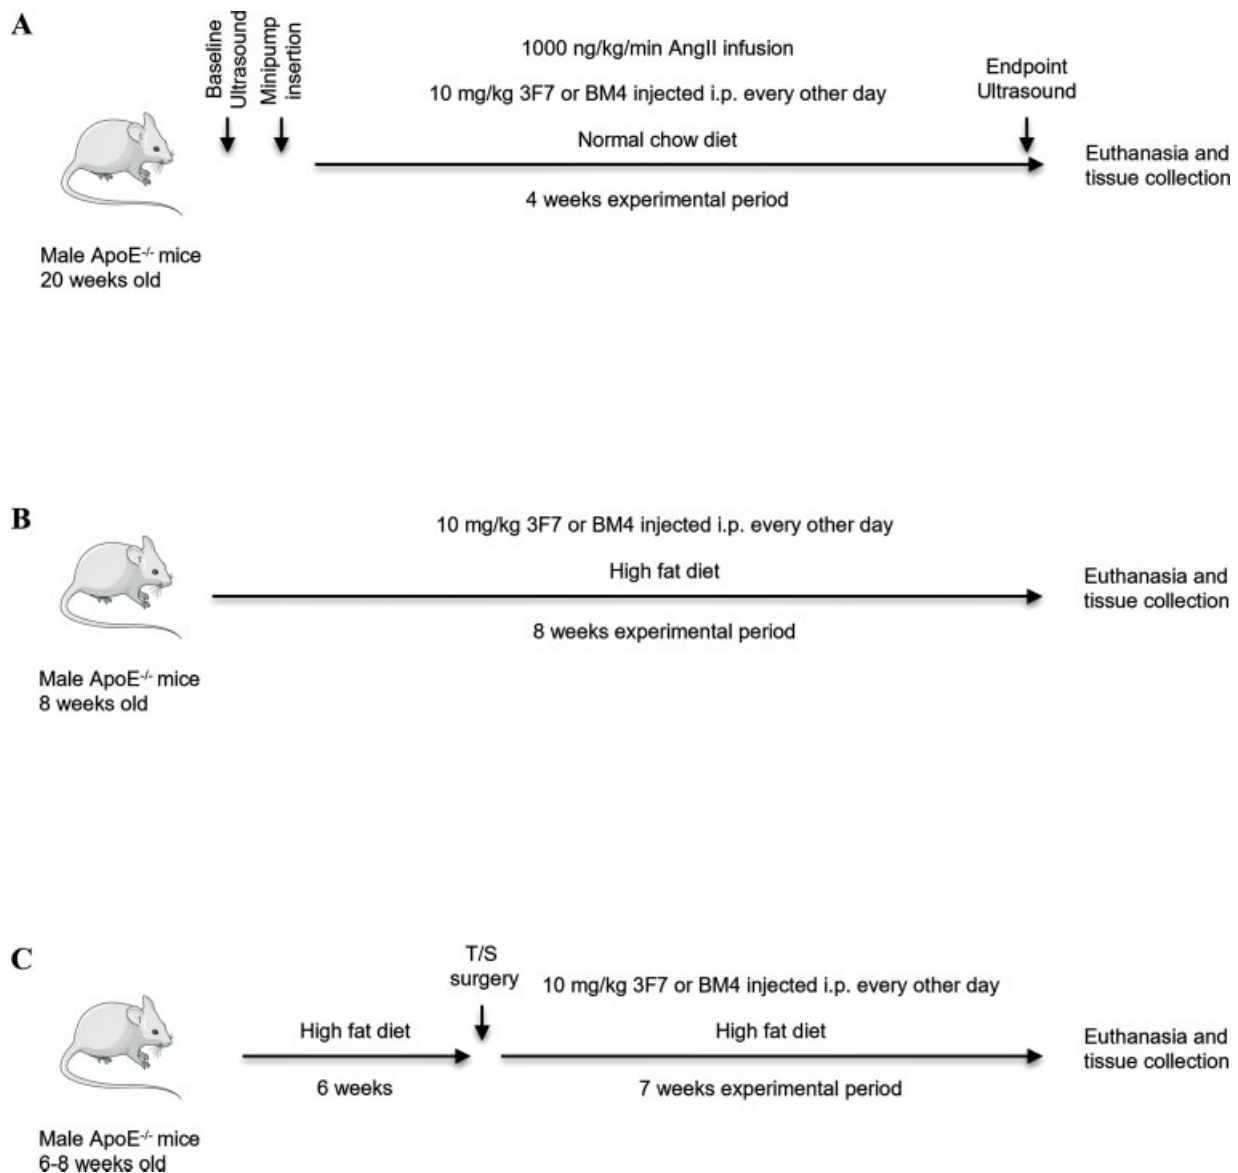 A
Baseline
Ultrasound
Minipump
insertion
1000 ng/kg/min AngII infusion
10 mg/kg 3F7 or BM4 injected i.p. every other day
Normal chow diet
4 weeks experimental period
Endpoint
Ultrasound
Euthanasia and
tissue collection
Male ApoE-/- mice
20 weeks old
B
10 mg/kg 3F7 or BM4 injected i.p. every other day
High fat diet
8 weeks experimental period
Euthanasia and
tissue collection
Male ApoE-/- mice
8 weeks old
C
High fat diet
6 weeks
T/S
surgery
10 mg/kg 3F7 or BM4 injected i.p. every other day
High fat diet
7 weeks experimental period
Euthanasia and
tissue collection
Male ApoE-/- mice
6-8 weeks old